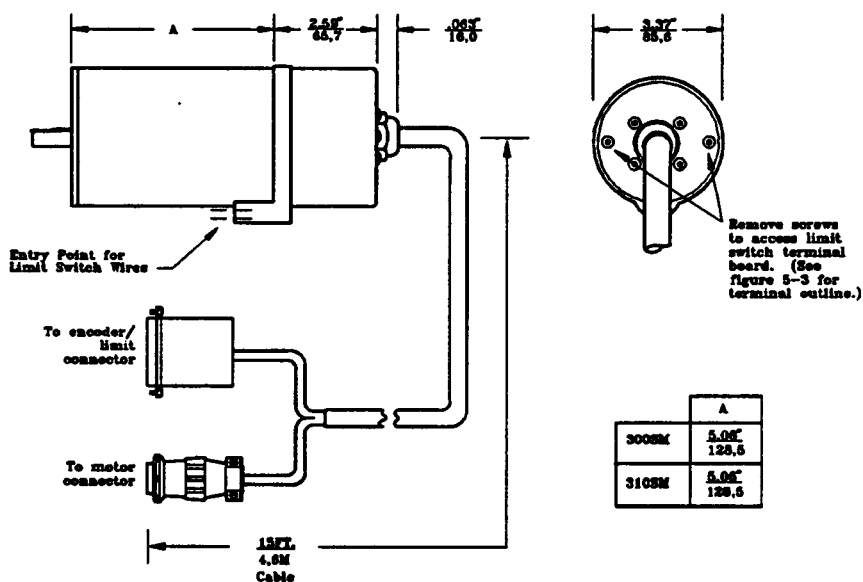 A
2.59"
65,7
.063"
16,0
3.37"
85,6
Entry Point for
Limit Switch Wires
Remove screws
to access limit
switch terminal
board. (See
figure 5-3 for
terminal outline.)
To encoder/
limit
connector
To motor
connector
15FT.
4,6M
Cable
A
300SM
5.06"
128,5
310SM
5.06"
128,5